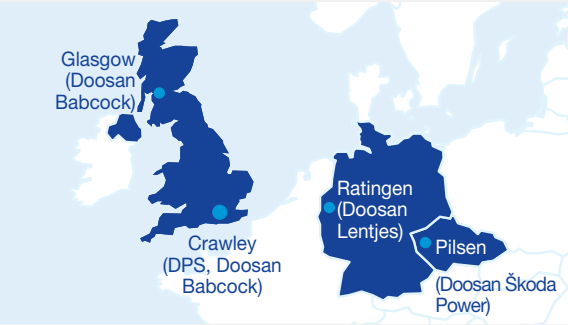 Glasgow
(Doosan
Babcock)
Crawley
(DPS, Doosan
Babcock)
Ratingen
(Doosan
Lentjes)
Pilsen
(Doosan Škoda
Power)